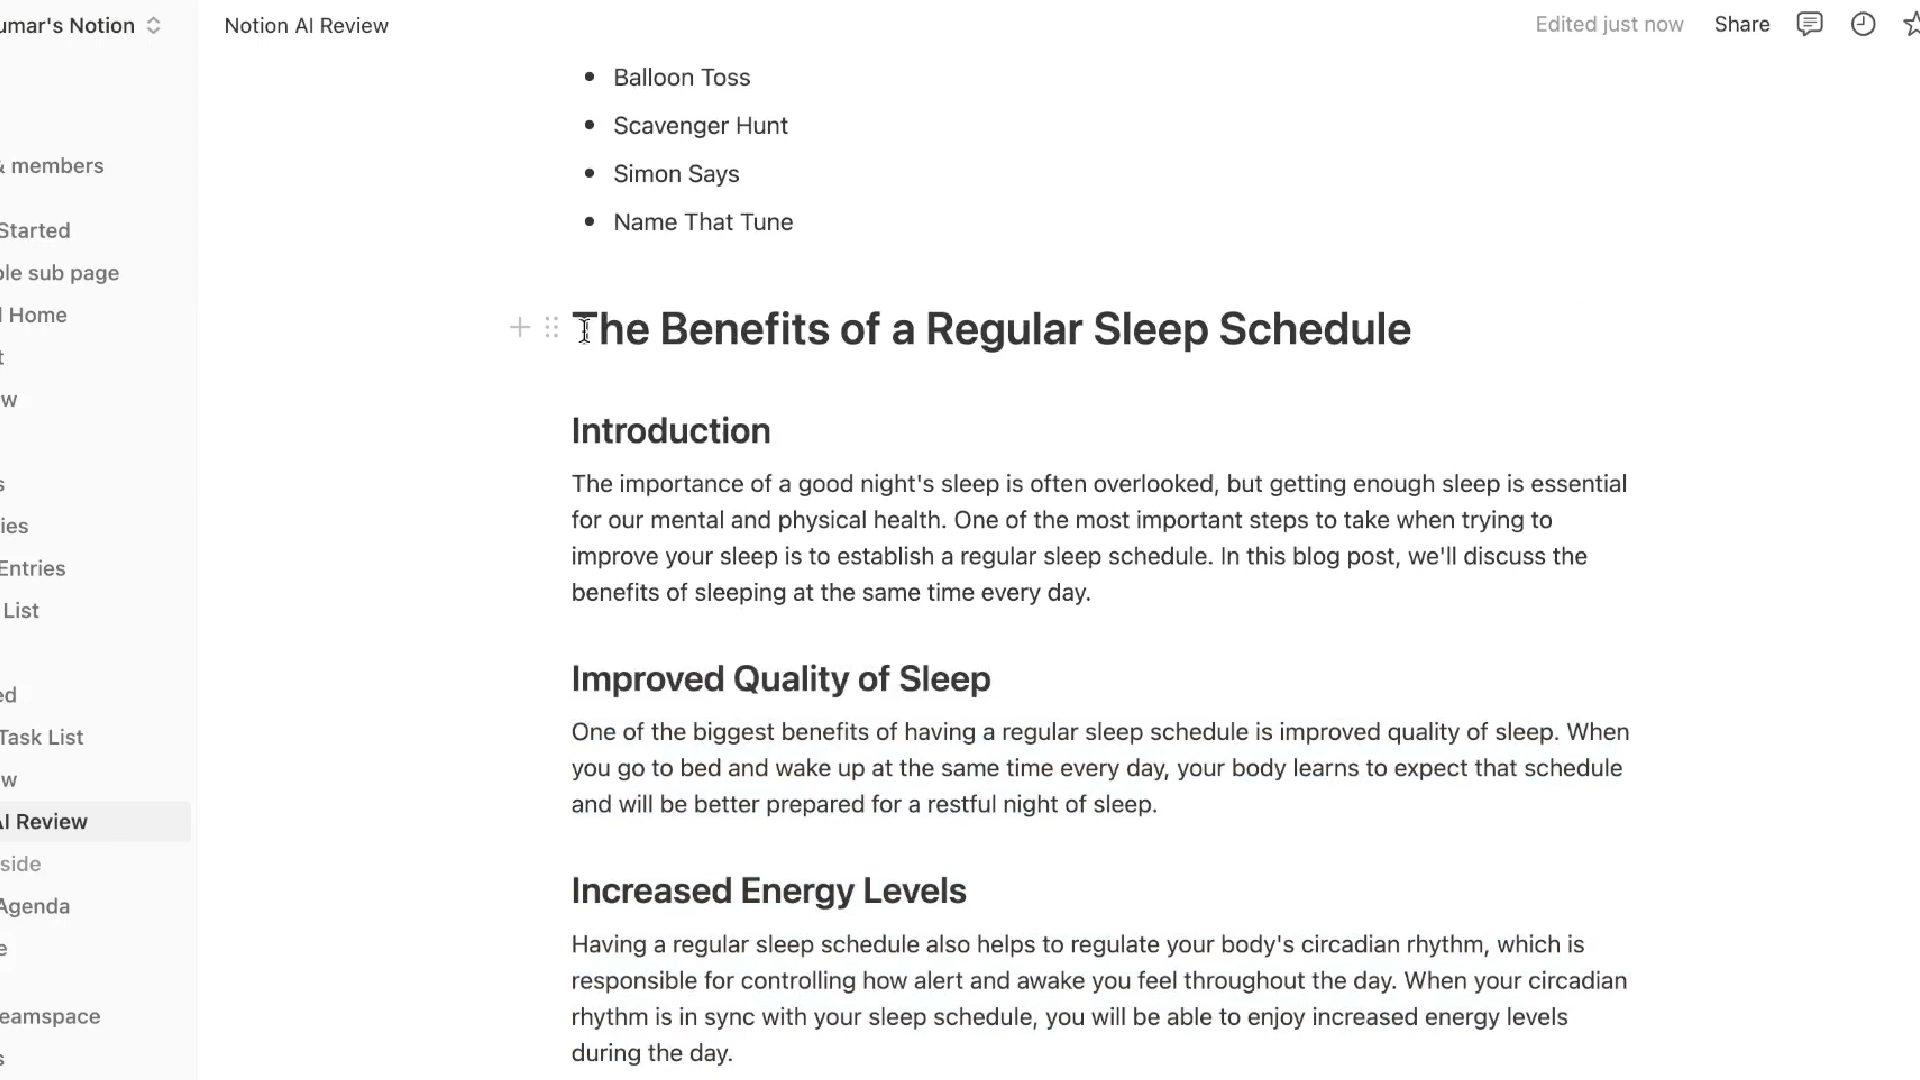 umar's Notion
Notion AI Review
Edited just now
Share
& members
Started
ole sub page
Home
t
w
s
ies
Entries
List
ed
Task List
w
AI Review
side
Agenda
e
eamspace
s
Balloon Toss
Scavenger Hunt
Simon Says
Name That Tune
The Benefits of a Regular Sleep Schedule
Introduction
The importance of a good night's sleep is often overlooked, but getting enough sleep is essential
for our mental and physical health. One of the most important steps to take when trying to
improve your sleep is to establish a regular sleep schedule. In this blog post, we'll discuss the
benefits of sleeping at the same time every day.
Improved Quality of Sleep
One of the biggest benefits of having a regular sleep schedule is improved quality of sleep. When
you go to bed and wake up at the same time every day, your body learns to expect that schedule
and will be better prepared for a restful night of sleep.
Increased Energy Levels
Having a regular sleep schedule also helps to regulate your body's circadian rhythm, which is
responsible for controlling how alert and awake you feel throughout the day. When your circadian
rhythm is in sync with your sleep schedule, you will be able to enjoy increased energy levels
during the day.